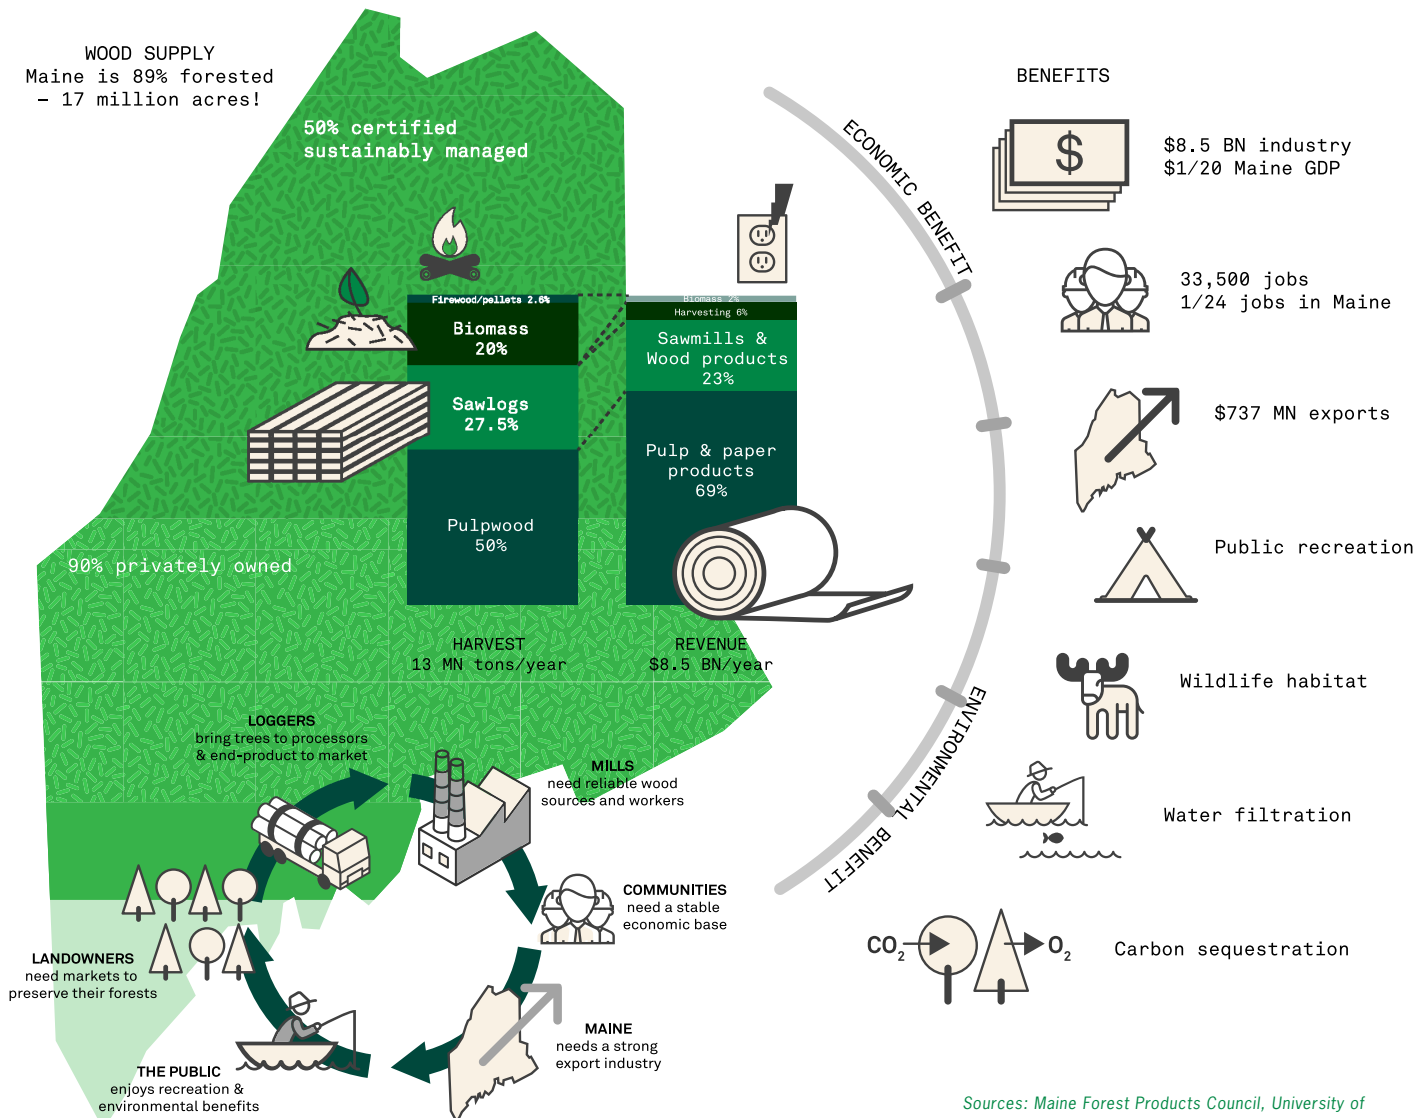 WOOD SUPPLY
Maine is 89% forested
– 17 million acres!
50% certified
sustainably managed
Firewood/pellets 2.6%
Biomass
20%
Sawlogs
27.5%
Pulpwood
50%
90% privately owned
HARVEST
13 MN tons/year
Biomass 2%
Harvesting 6%
Sawmills &
Wood products
23%
Pulp & paper
products
69%
REVENUE
$8.5 BN/year
LOGGERS
bring trees to processors
& end-product to market
MILLS
need reliable wood
sources and workers
COMMUNITIES
need a stable
economic base
MAINE
needs a strong
export industry
THE PUBLIC
enjoys recreation &
environmental benefits
LANDOWNERS
need markets to
preserve their forests
ECONOMIC BENEFIT
ENVIRONMENTAL BENEFIT
BENEFITS
$
$8.5 BN industry
$1/20 Maine GDP
33,500 jobs
1/24 jobs in Maine
$737 MN exports
Public recreation
Wildlife habitat
Water filtration
CO2
O2
Carbon sequestration
Sources: Maine Forest Products Council, University of